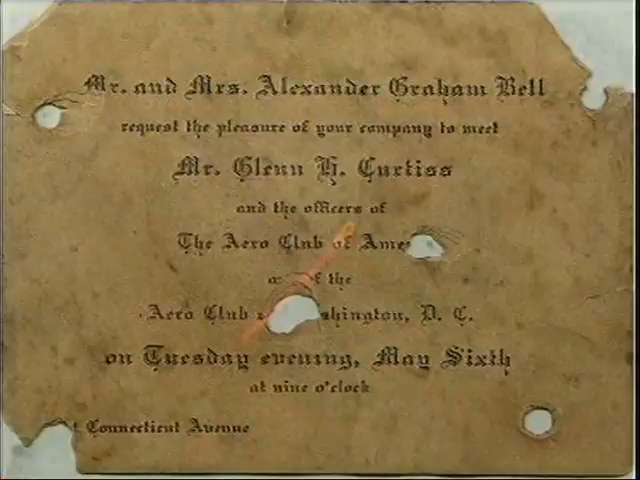 Mr. and Mrs. Alexander Graham Bell
request the pleasure of your company to meet
Mr. Glenn H. Curtiss
and the officers of
The Aero Club of Ame
of the
Aero Club shington, D. C.
on Tuesday evening, May Sixth
at nine o'clock
Connecticut Avenue